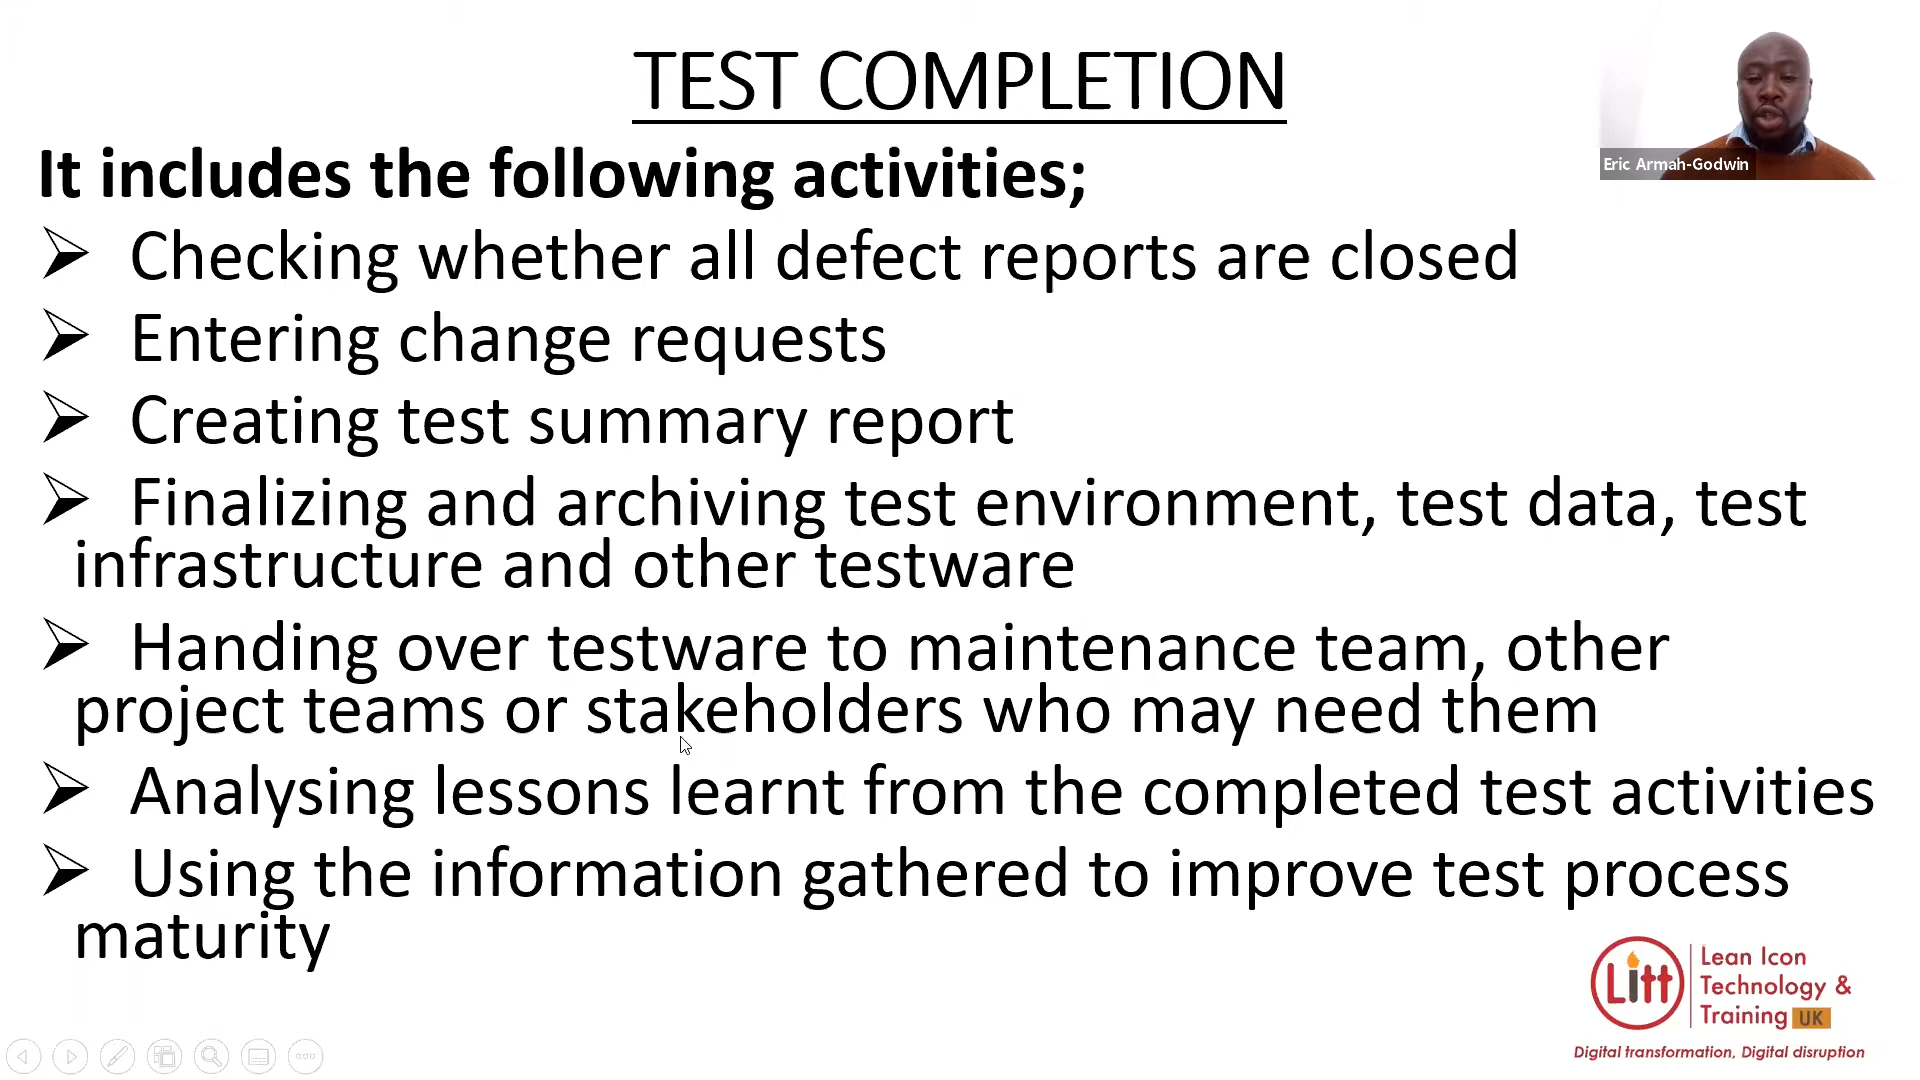 TEST COMPLETION
Eric Armah-Godwin
It includes the following activities;
Checking whether all defect reports are closed
Entering change requests
Creating test summary report
Finalizing and archiving test environment, test data, test
infrastructure and other testware
Handing over testware to maintenance team, other
project teams or stakeholders who may need them
Analysing lessons learnt from the completed test activities
Using the information gathered to improve test process
maturity
Litt
Lean Icon
Technology &
Training UK
Digital transformation, Digital disruption